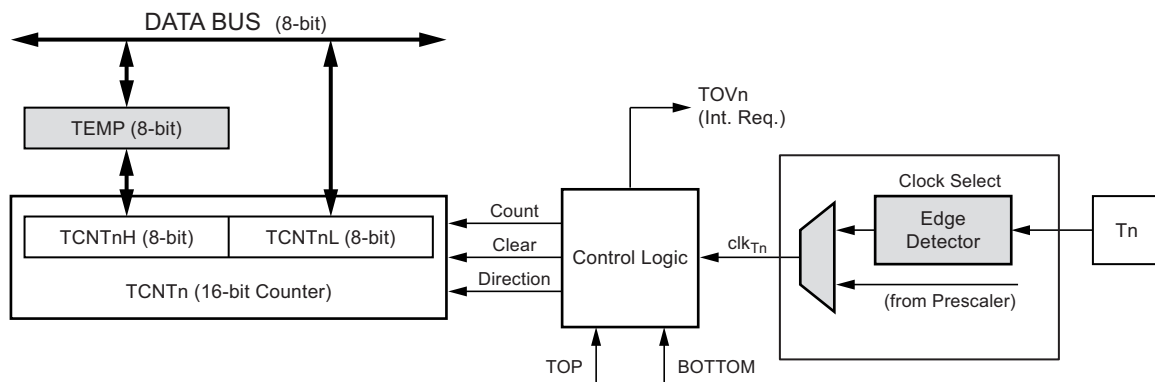 DATA BUS (8-bit)
TEMP (8-bit)
TCNTnH (8-bit)
TCNTnL (8-bit)
TCNTn (16-bit Counter)
Count
Clear
Direction
TOVn
(Int. Req.)
Control Logic
TOP
BOTTOM
clkTn
Clock Select
Edge
Detector
(from Prescaler)
Tn